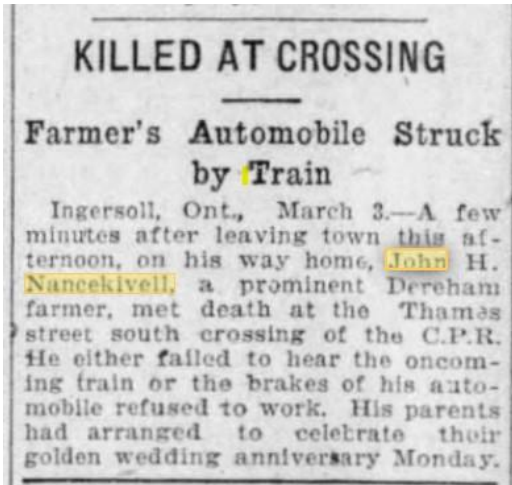 KILLED AT CROSSING
Farmer's Automobile Struck
by Train
Ingersoll, Ont., March 3.—A few
minutes after leaving town this af-
ternoon, on his way home, John H.
Nancekivell, a prominent Dereham
farmer, met death at the Thames
street south crossing of the C.P.R.
He either failed to hear the oncom-
ing train or the brakes of his auto-
mobile refused to work. His parents
had arranged to celebrate their
golden wedding anniversary Monday.